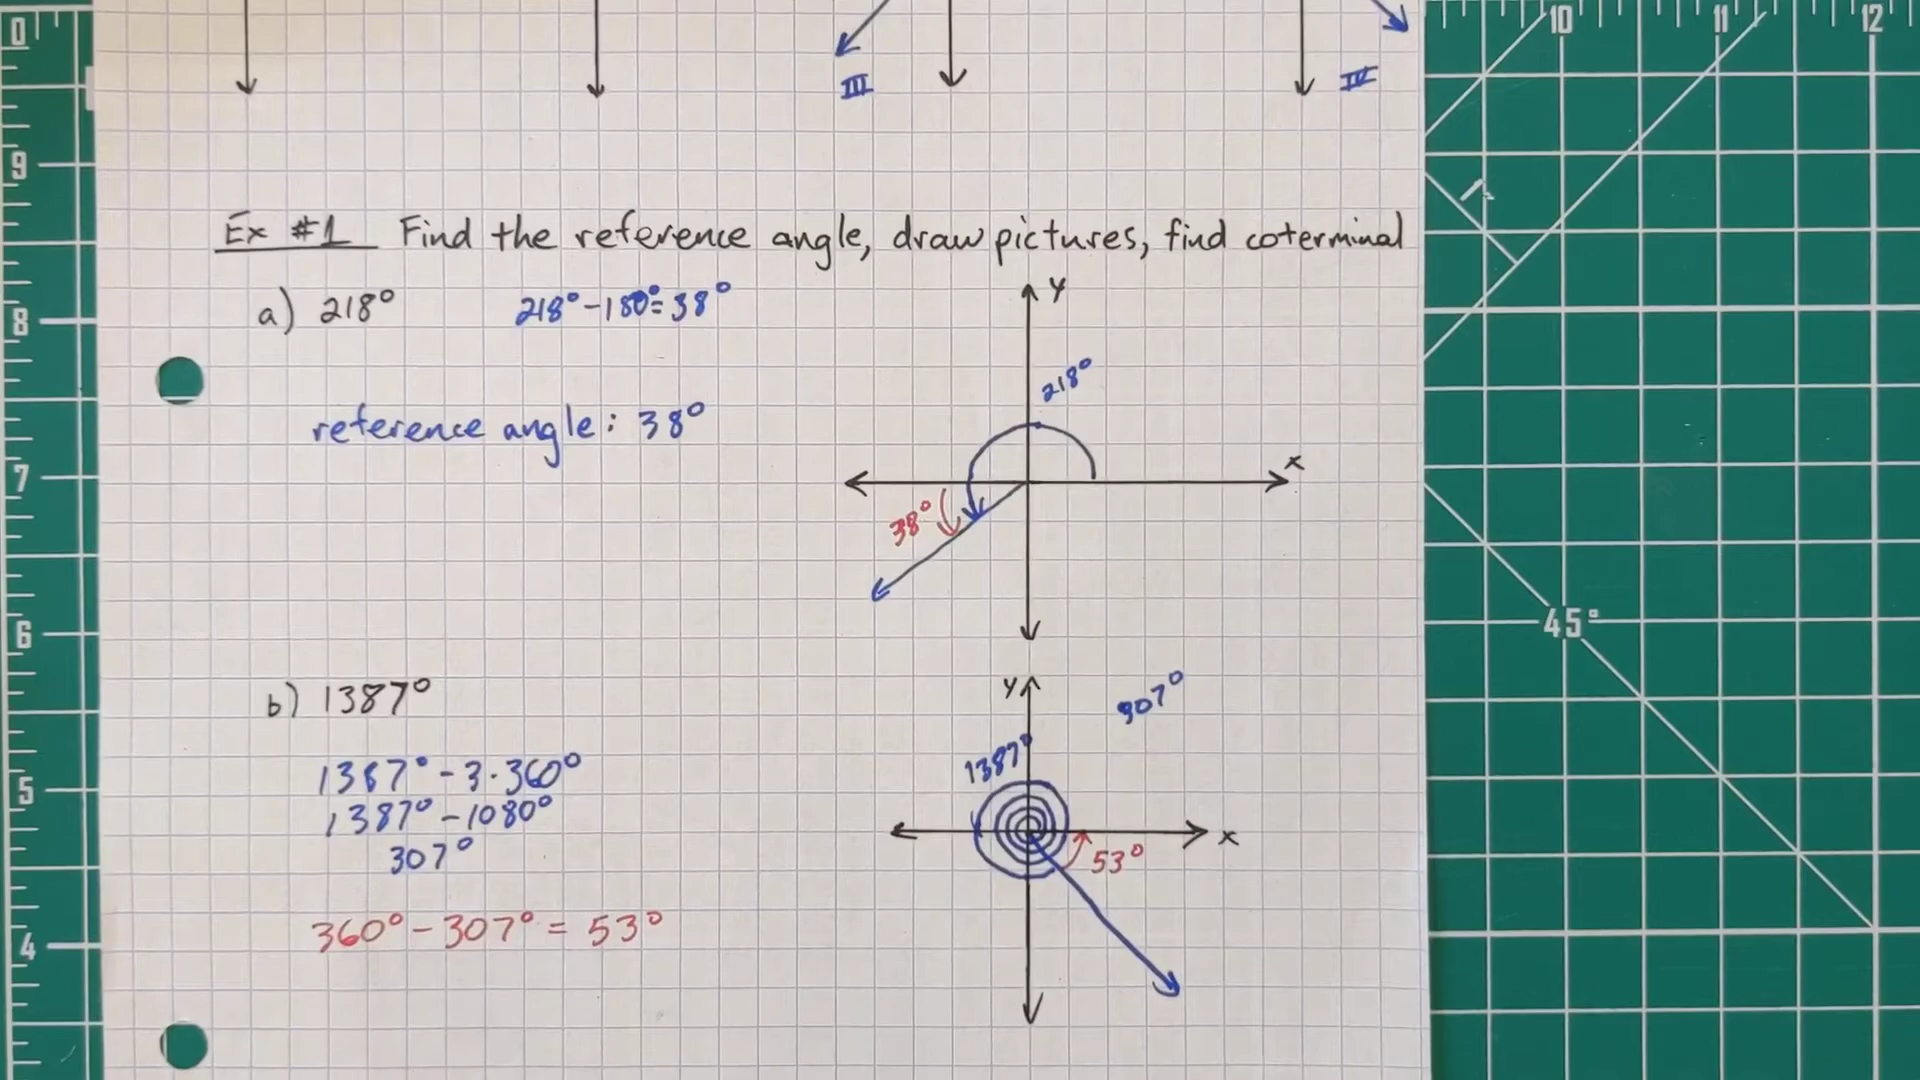 0
10
11
12
III
IV
9
Ex #1 Find the reference angle, draw pictures, find coterminal
a) 218° 218°-180°=38°
8
y
218°
reference angle: 38°
7
x
38°
6
45°
b) 1387°
y
307°
1387°
1387° - 3·360°
5
1387° - 1080°
x
307°
53°
360° - 307° = 53°
4